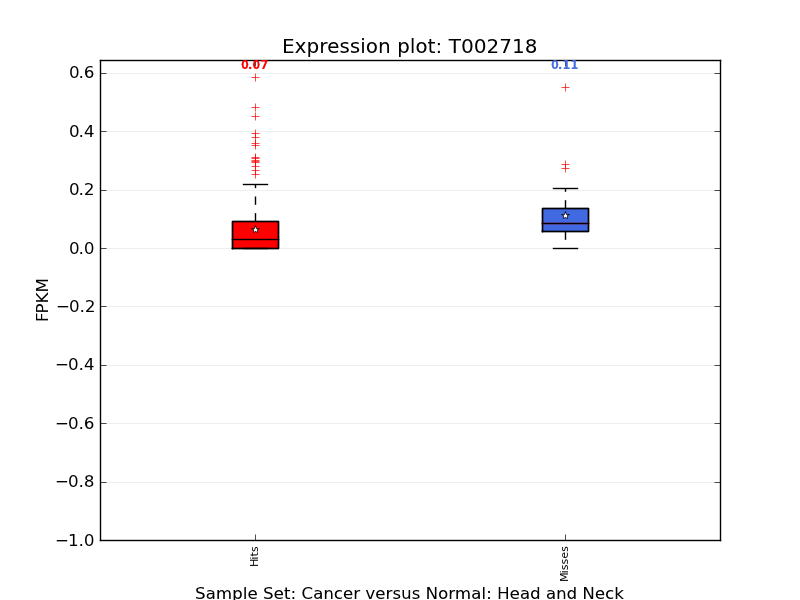 Expression plot: T002718
0.07
0.11
0.6
0.4
0.2
0.0
−0.2
−0.4
−0.6
−0.8
−1.0
FPKM
Hits
Misses
Sample Set: Cancer versus Normal: Head and Neck